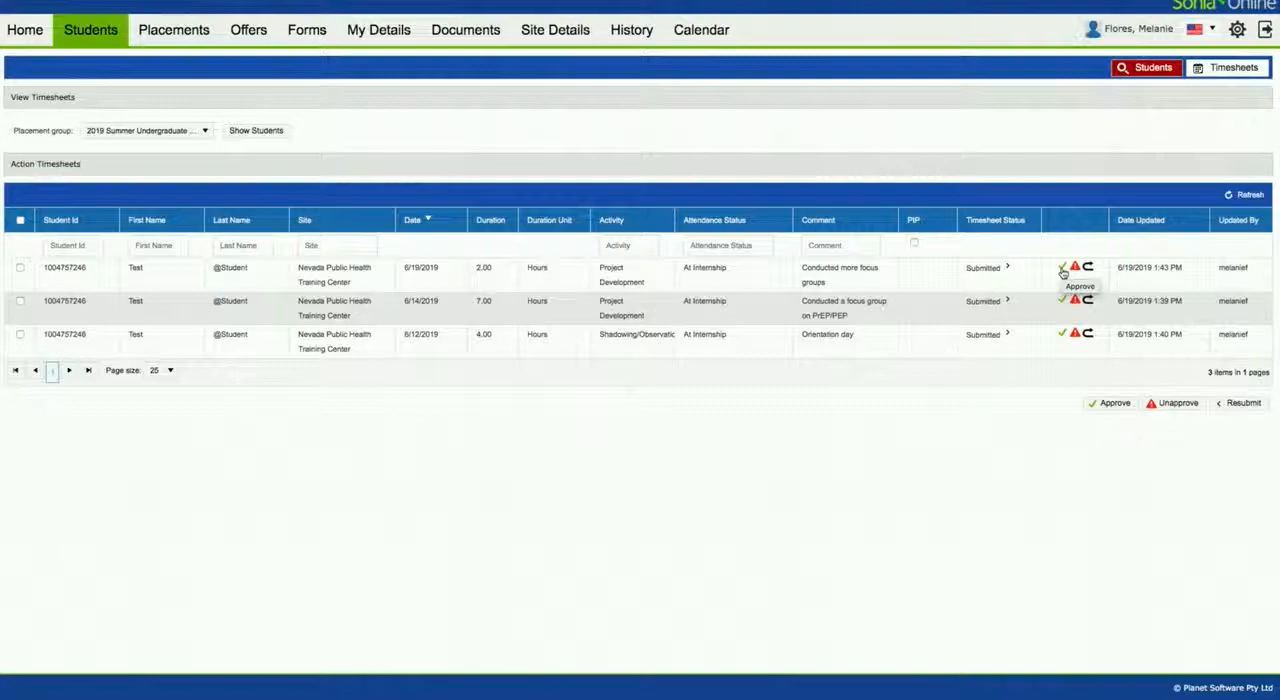 Sonia Online
Home Students Placements Offers Forms My Details Documents Site Details History Calendar Flores, Melanie
Students Timesheets
View Timesheets
Placement group: 2019 Summer Undergraduate ... Show Students
Action Timesheets
Refresh
Student Id First Name Last Name Site Date Duration Duration Unit Activity Attendance Status Comment PIP Timesheet Status Date Updated Updated By
Student Id First Name Last Name Site Activity Attendance Status Comment
1004757246 Test @Student Nevada Public Health 6/19/2019 2.00 Hours Project At Internship Conducted more focus Submitted 6/19/2019 1:43 PM melanief
Training Center Development groups
Approve
1004757246 Test @Student Nevada Public Health 6/14/2019 7.00 Hours Project At Internship Conducted a focus group Submitted 6/19/2019 1:39 PM melanief
Training Center Development on PrEP/PEP
1004757246 Test @Student Nevada Public Health 6/12/2019 4.00 Hours Shadowing/Observatic At Internship Orientation day Submitted 6/19/2019 1:40 PM melanief
Training Center
1 Page size: 25 3 items in 1 pages
Approve Unapprove Resubmit
© Planet Software Pty Ltd